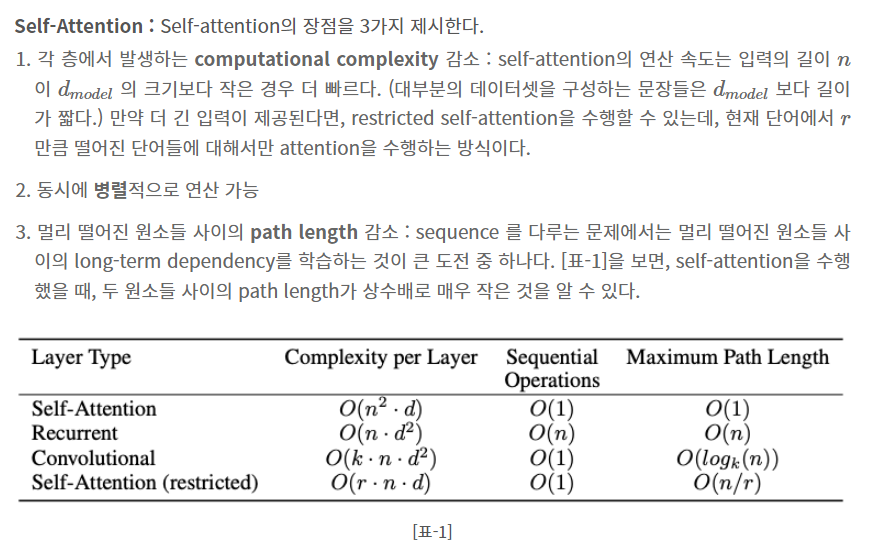 Self-Attention : Self-attention의 장점을 3가지 제시한다.
1. 각 층에서 발생하는 computational complexity 감소 : self-attention의 연산 속도는 입력의 길이 n
이 d_{model} 의 크기보다 작은 경우 더 빠르다. (대부분의 데이터셋을 구성하는 문장들은 d_{model} 보다 길이
가 짧다.) 만약 더 긴 입력이 제공된다면, restricted self-attention을 수행할 수 있는데, 현재 단어에서 r
만큼 떨어진 단어들에 대해서만 attention을 수행하는 방식이다.
2. 동시에 병렬적으로 연산 가능
3. 멀리 떨어진 원소들 사이의 path length 감소 : sequence 를 다루는 문제에서는 멀리 떨어진 원소들 사
이의 long-term dependency를 학습하는 것이 큰 도전 중 하나다. [표-1]을 보면, self-attention을 수행
했을 때, 두 원소들 사이의 path length가 상수배로 매우 작은 것을 알 수 있다.
Layer Type Complexity per Layer Sequential Maximum Path Length
Operations
Self-Attention O(n² · d) O(1) O(1)
Recurrent O(n · d²) O(n) O(n)
Convolutional O(k · n · d²) O(1) O(log_k(n))
Self-Attention (restricted) O(r · n · d) O(1) O(n/r)
[표-1]